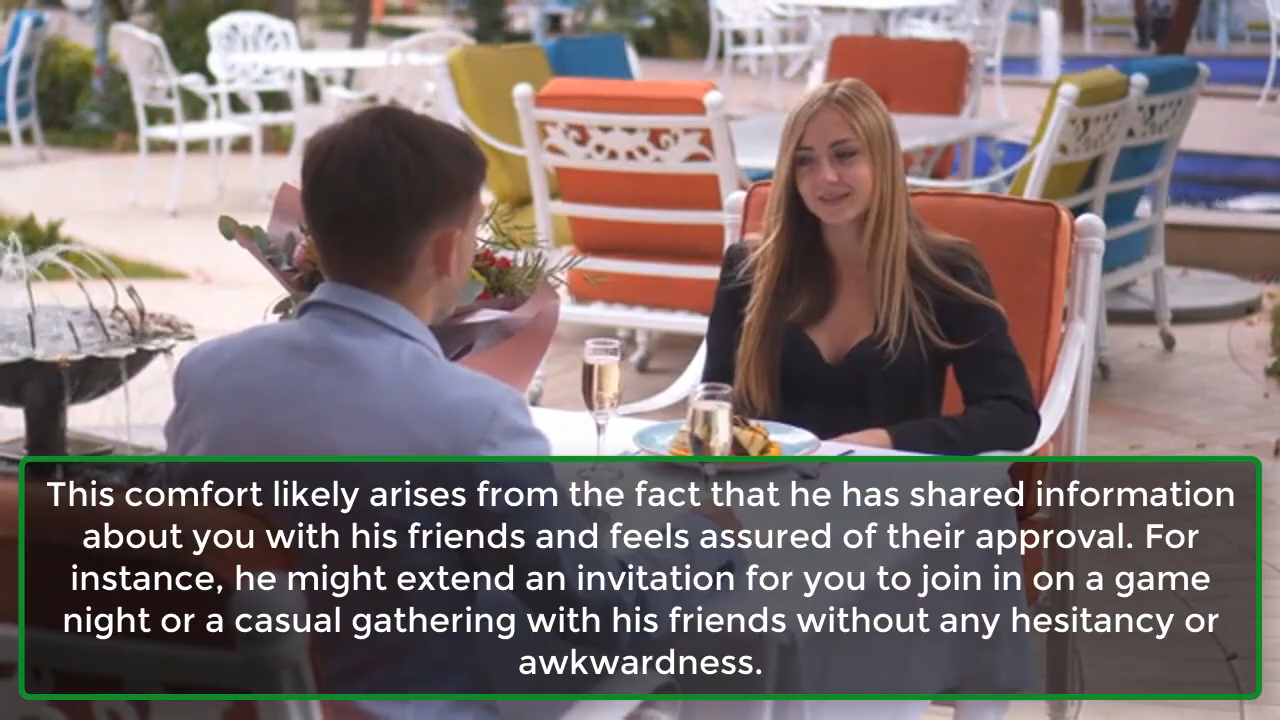 This comfort likely arises from the fact that he has shared information
about you with his friends and feels assured of their approval. For
instance, he might extend an invitation for you to join in on a game
night or a casual gathering with his friends without any hesitancy or
awkwardness.